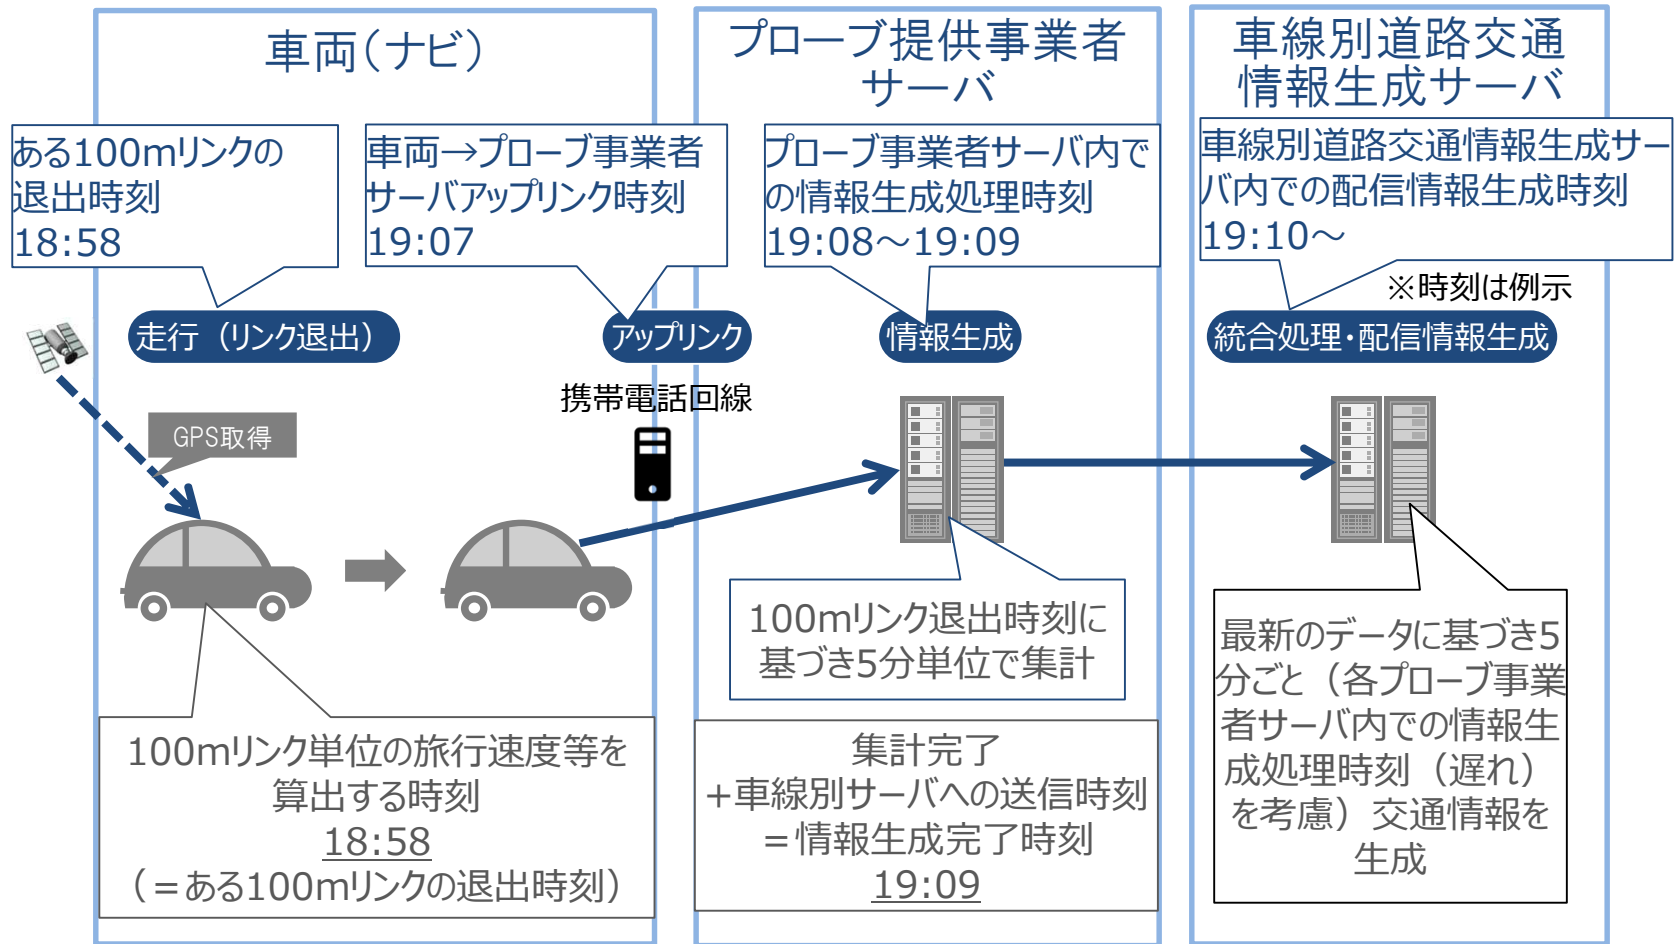 車両（ナビ）
プローブ提供事業者
サーバ
車線別道路交通
情報生成サーバ
ある100mリンクの
退出時刻
18:58
車両→プローブ事業者
サーバアップリンク時刻
19:07
プローブ事業者サーバ内で
の情報生成処理時刻
19:08～19:09
車線別道路交通情報生成サー
バ内での配信情報生成時刻
19:10～
※時刻は例示
走行（リンク退出）
アップリンク
情報生成
統合処理・配信情報生成
携帯電話回線
GPS取得
100mリンク退出時刻に
基づき5分単位で集計
100mリンク単位の旅行速度等を
算出する時刻
18:58
（＝ある100mリンクの退出時刻）
集計完了
＋車線別サーバへの送信時刻
＝情報生成完了時刻
19:09
最新のデータに基づき5
分ごと（各プローブ事業
者サーバ内での情報生
成処理時刻（遅れ）
を考慮）交通情報を
生成